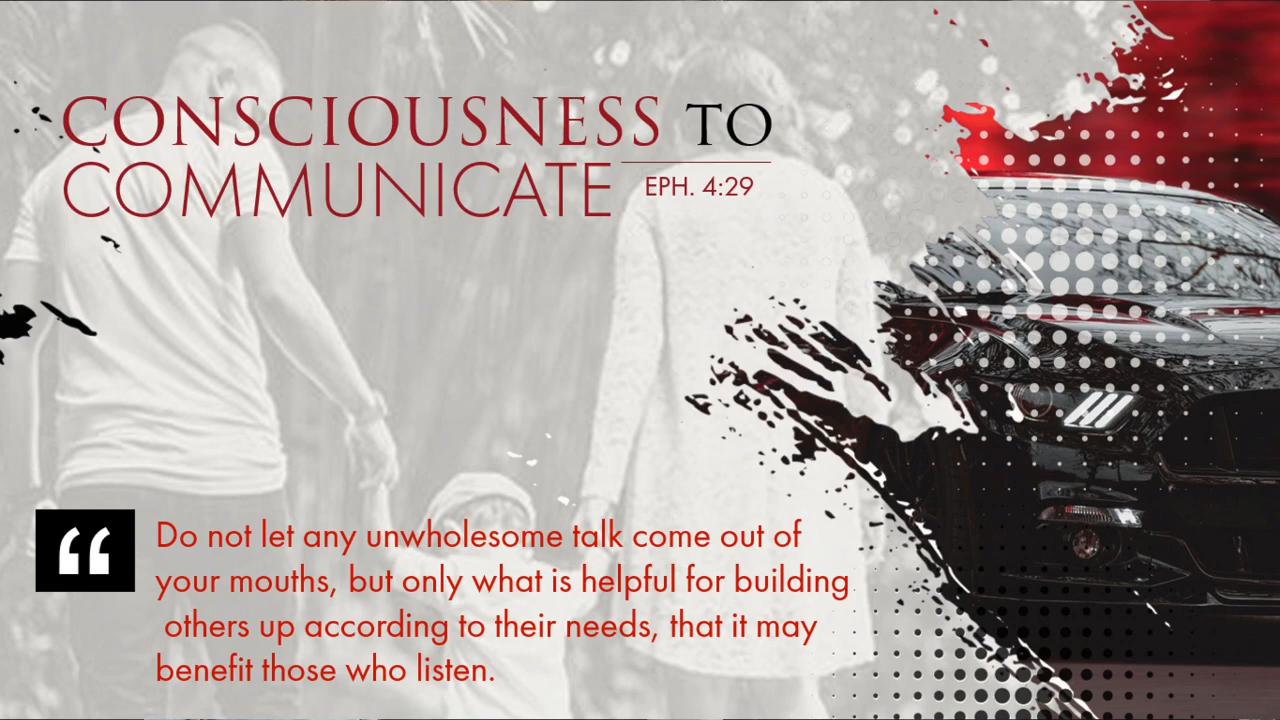 CONSCIOUSNESS TO
COMMUNICATE
EPH. 4:29
“
Do not let any unwholesome talk come out of
your mouths, but only what is helpful for building
others up according to their needs, that it may
benefit those who listen.